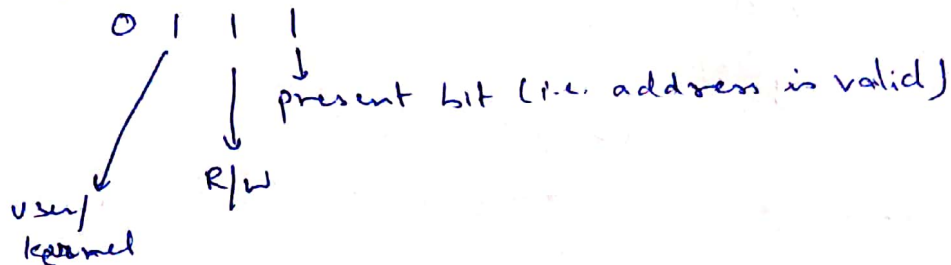 0 1 1 1
present bit (i.e. address is valid)
R/W
user/
kernel